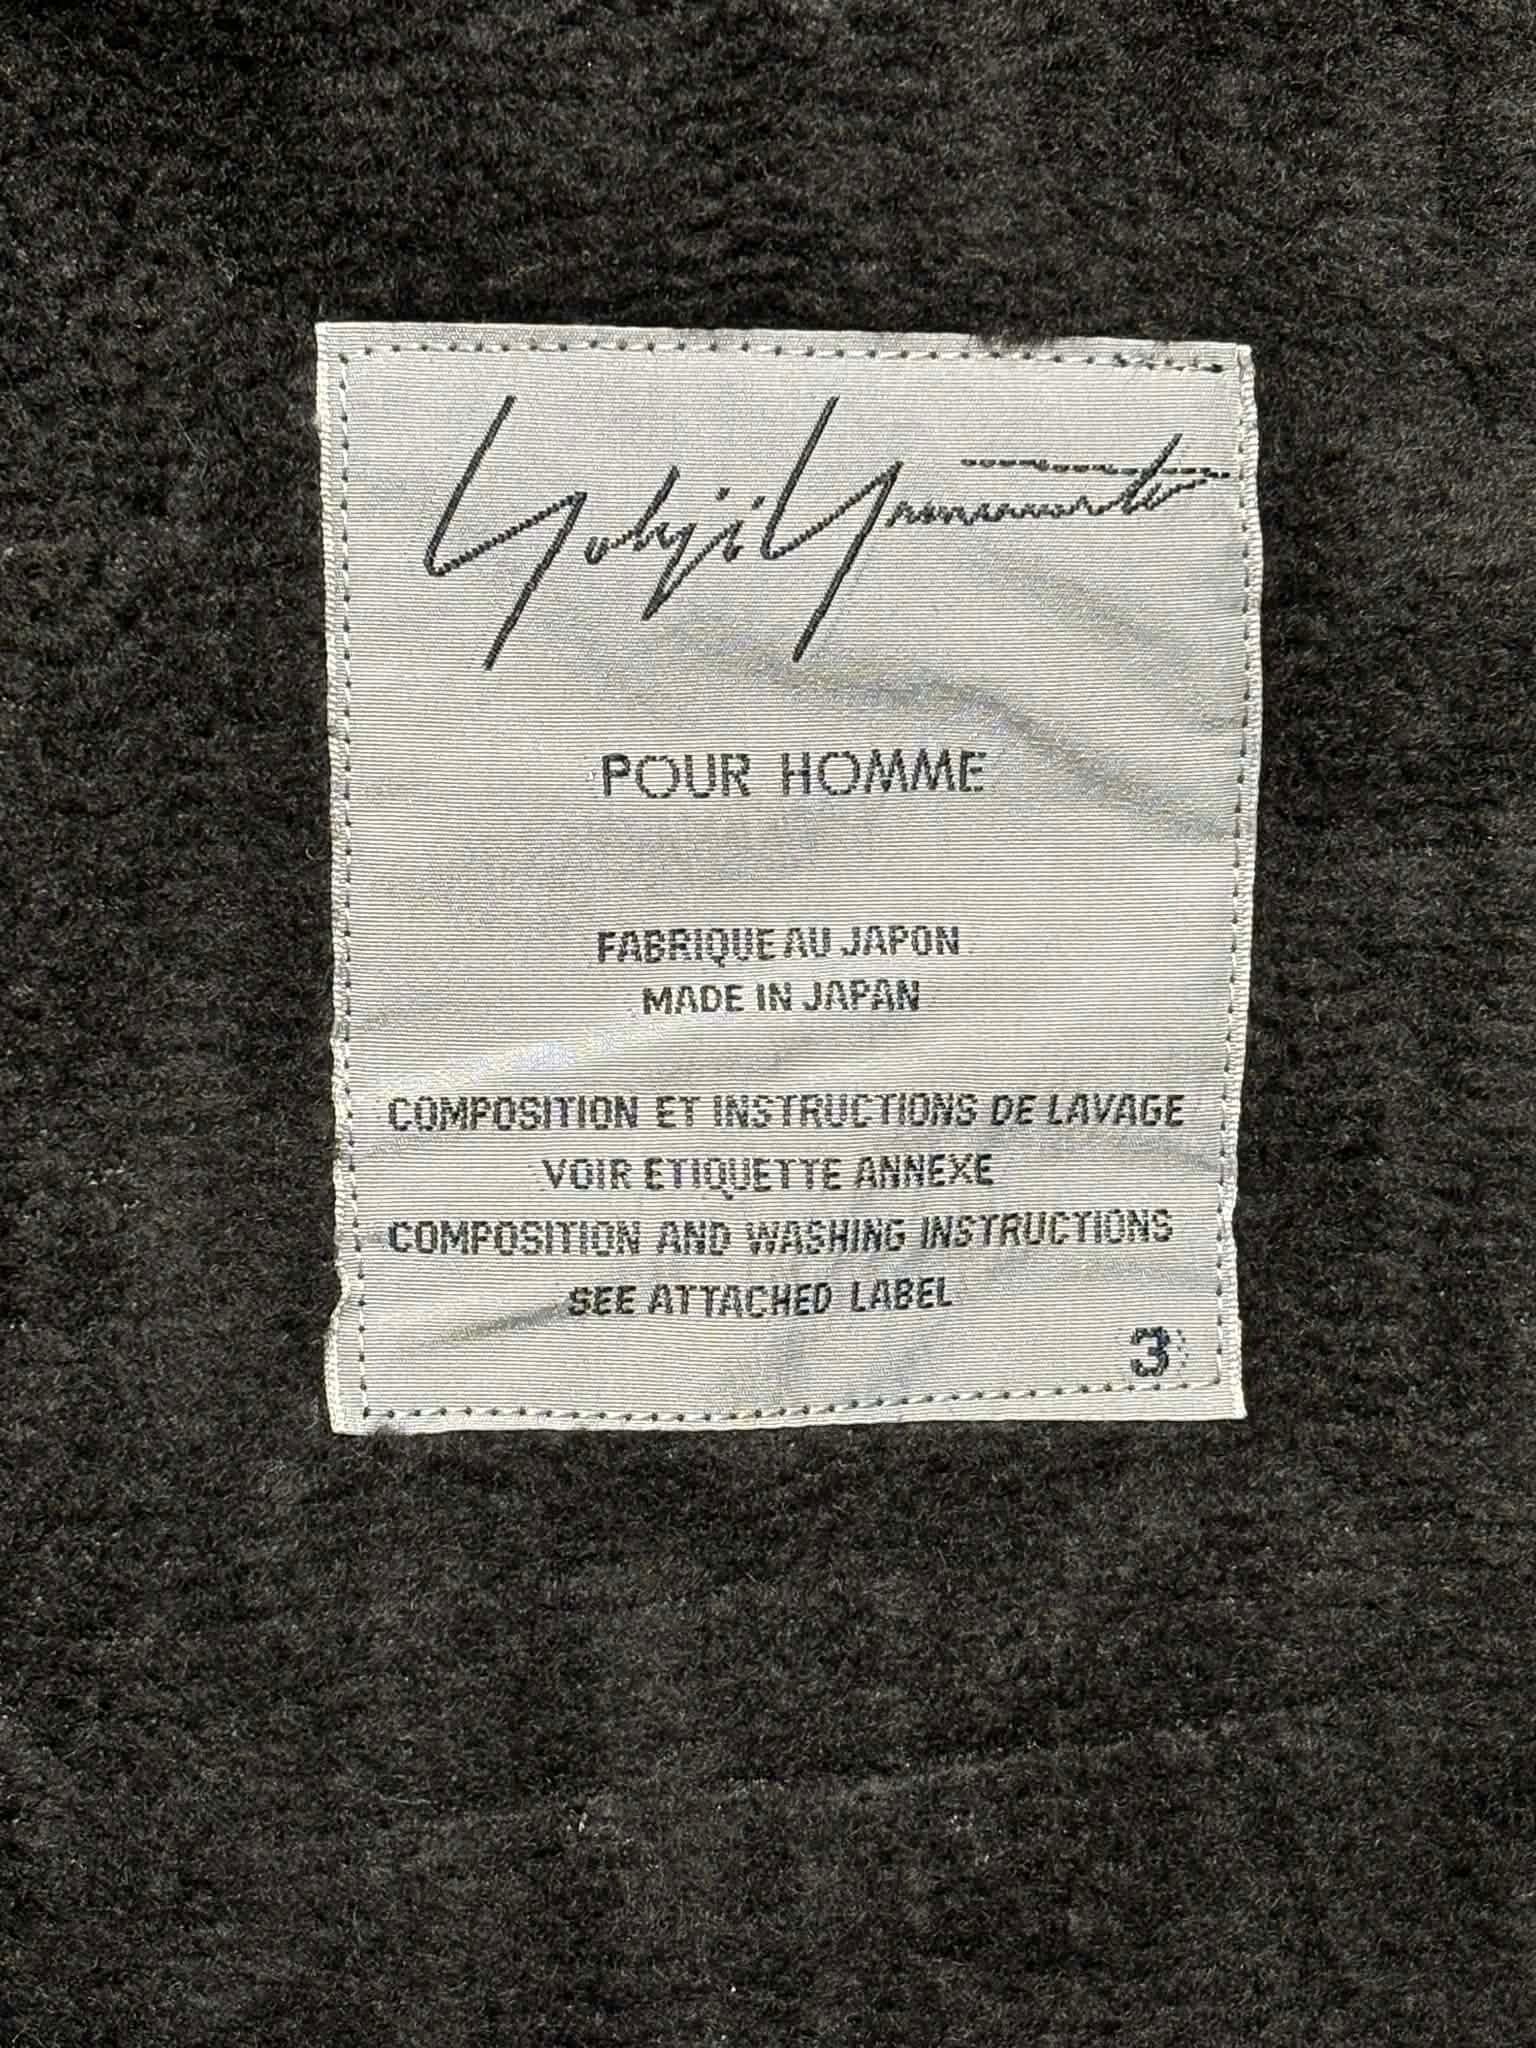 Yohji Yamamoto
POUR HOMME
FABRIQUE AU JAPON
MADE IN JAPAN
COMPOSITION ET INSTRUCTIONS DE LAVAGE
VOIR ETIQUETTE ANNEXE
COMPOSITION AND WASHING INSTRUCTIONS
SEE ATTACHED LABEL
3